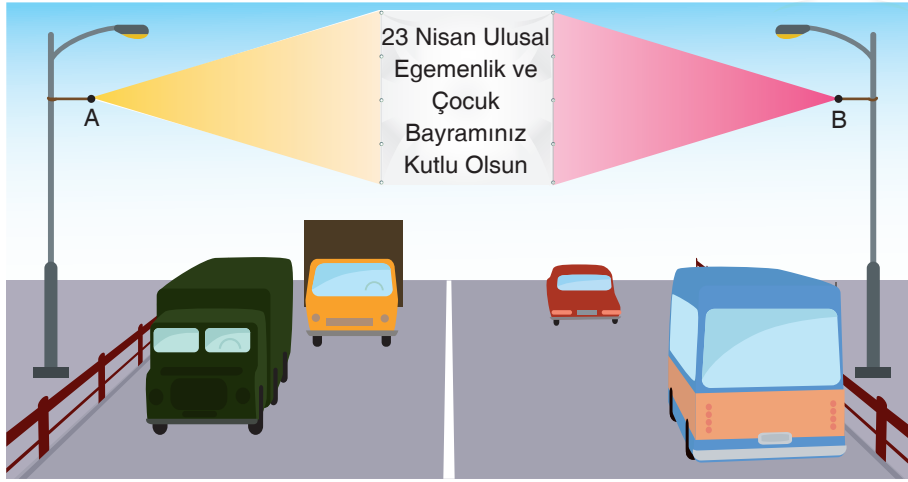 23 Nisan Ulusal
Egemenlik ve
Çocuk
Bayramınız
Kutlu Olsun
A
B